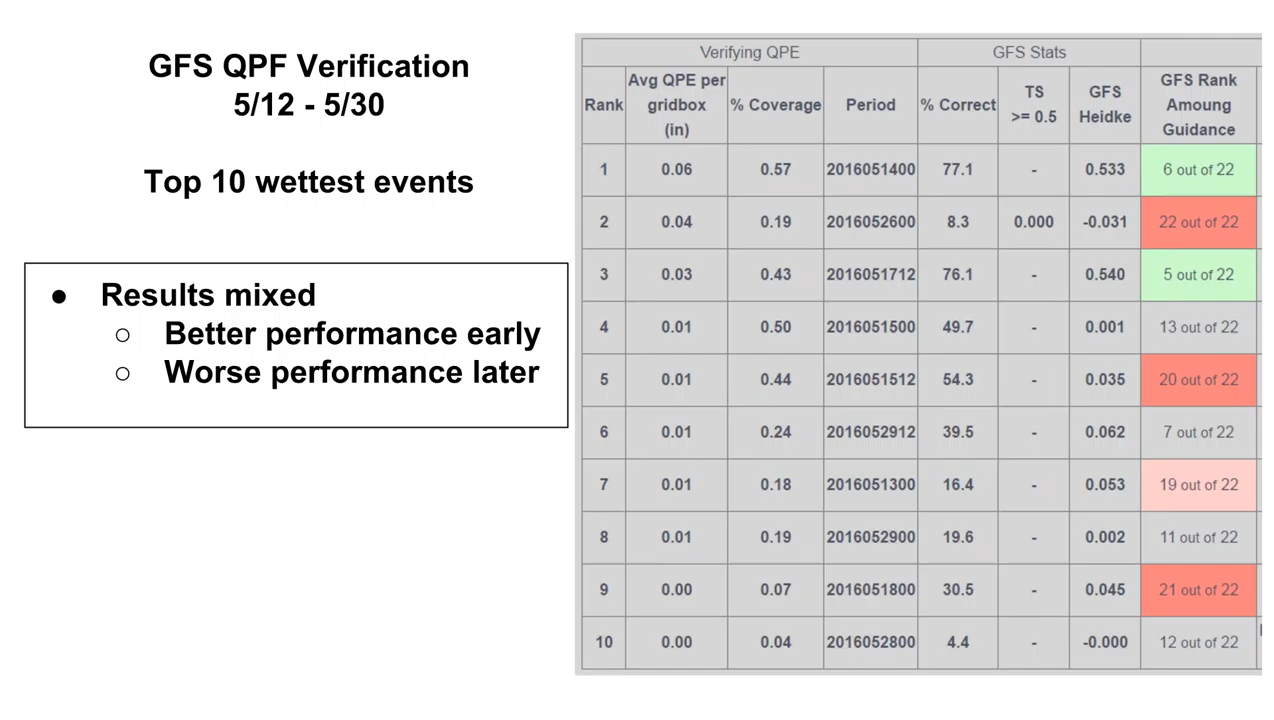 GFS QPF Verification
5/12 - 5/30
Top 10 wettest events
● Results mixed
○ Better performance early
○ Worse performance later
Verifying QPE GFS Stats
Rank Avg QPE per gridbox (in) % Coverage Period % Correct TS >= 0.5 GFS Heidke GFS Rank Amoung Guidance
1 0.06 0.57 2016051400 77.1 - 0.533 6 out of 22
2 0.04 0.19 2016052600 8.3 0.000 -0.031 22 out of 22
3 0.03 0.43 2016051712 76.1 - 0.540 5 out of 22
4 0.01 0.50 2016051500 49.7 - 0.001 13 out of 22
5 0.01 0.44 2016051512 54.3 - 0.035 20 out of 22
6 0.01 0.24 2016052912 39.5 - 0.062 7 out of 22
7 0.01 0.18 2016051300 16.4 - 0.053 19 out of 22
8 0.01 0.19 2016052900 19.6 - 0.002 11 out of 22
9 0.00 0.07 2016051800 30.5 - 0.045 21 out of 22
10 0.00 0.04 2016052800 4.4 - -0.000 12 out of 22